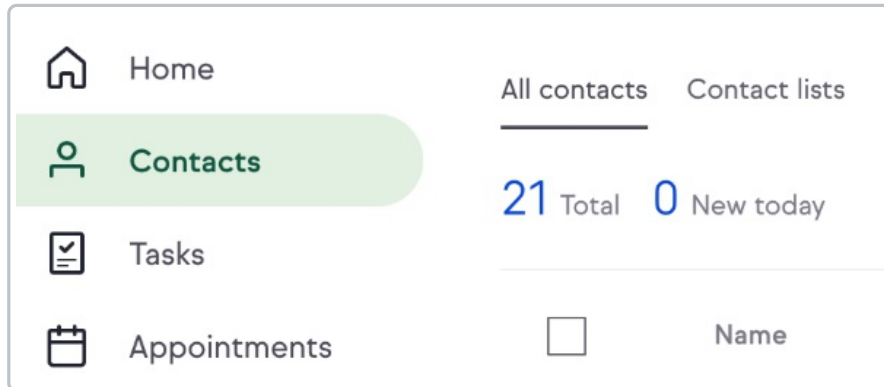 Home
Contacts
Tasks
Appointments
All contacts Contact lists
21 Total 0 New today
Name